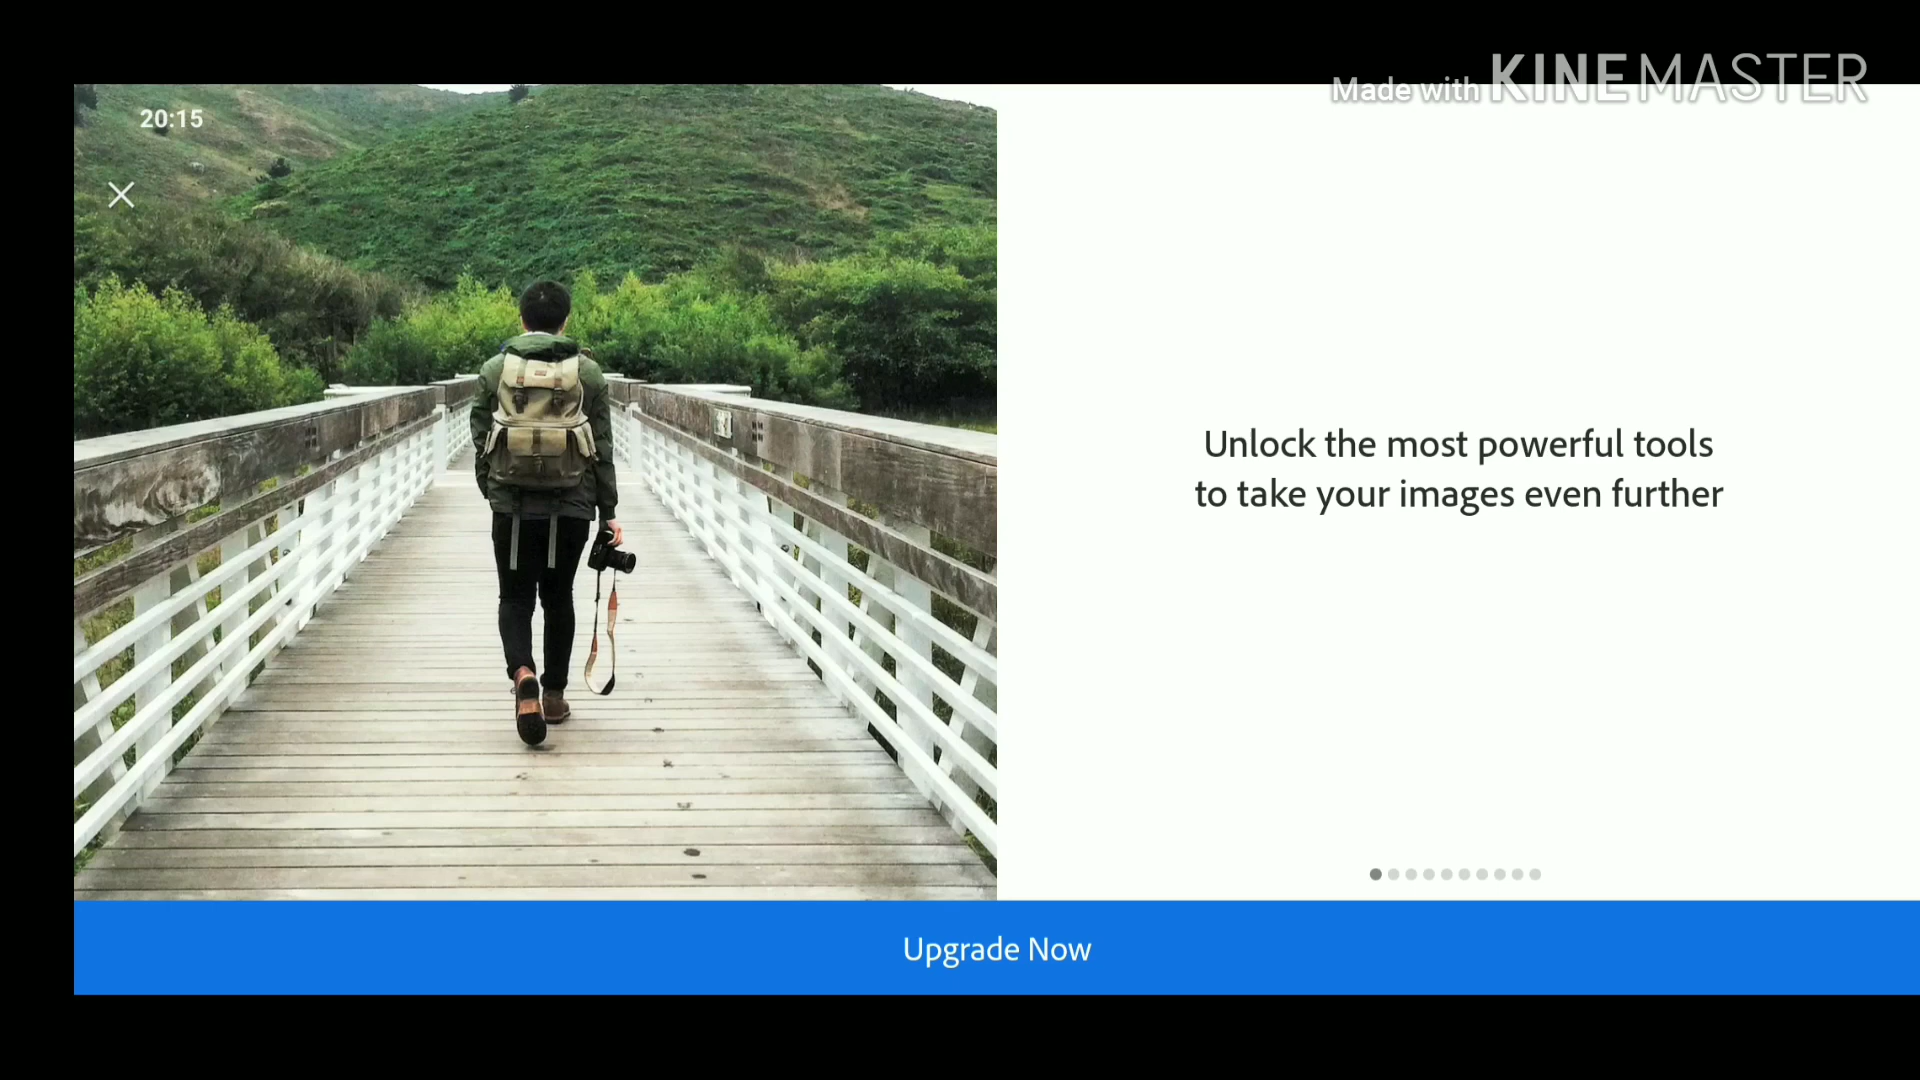 Made with KINEMASTER
20:15
Unlock the most powerful tools
to take your images even further
Upgrade Now